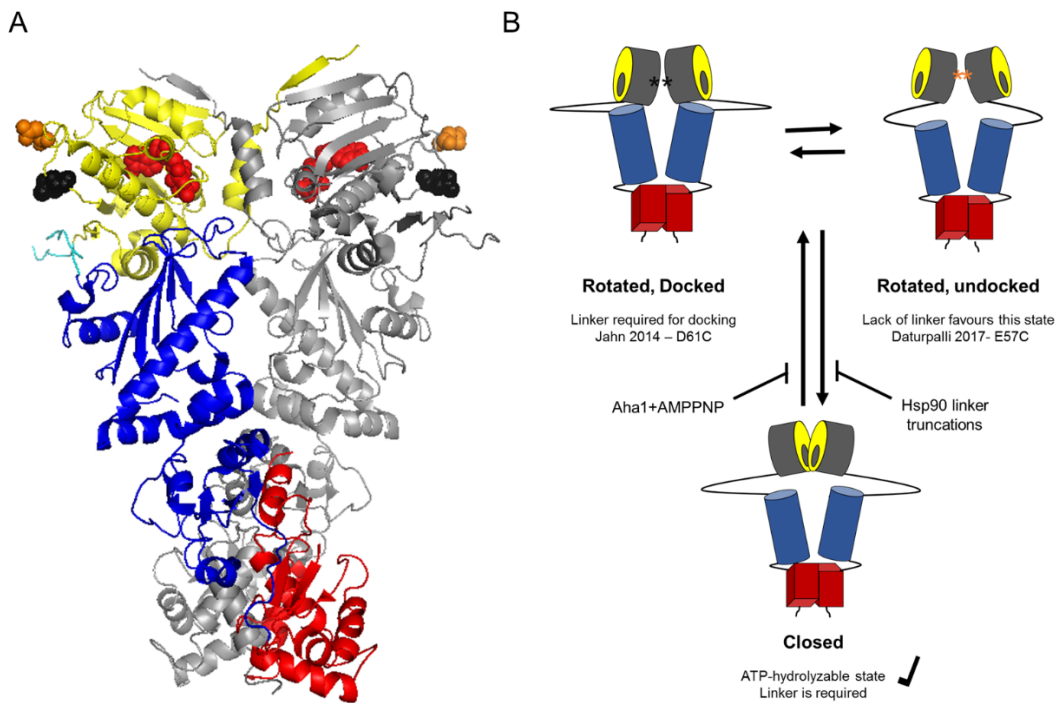 A
B
**
**
Rotated, Docked
Linker required for docking
Jahn 2014 – D61C
Rotated, undocked
Lack of linker favours this state
Daturpalli 2017- E57C
Aha1+AMPPNP
Hsp90 linker
truncations
Closed
ATP-hydrolyzable state
Linker is required